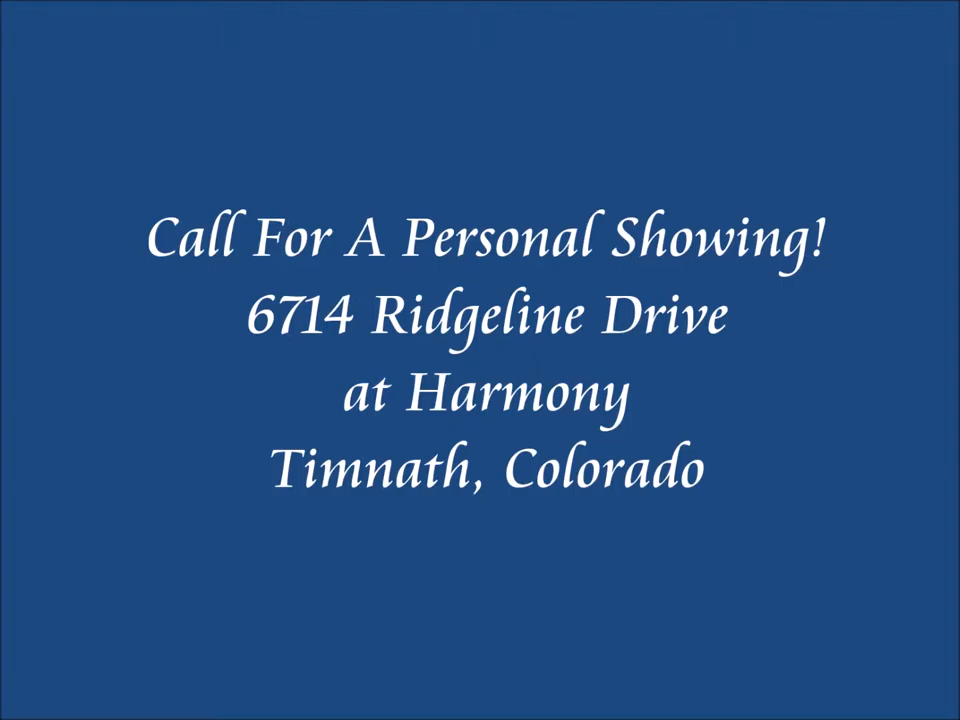 Call For A Personal Showing!
6714 Ridgeline Drive
at Harmony
Timnath, Colorado